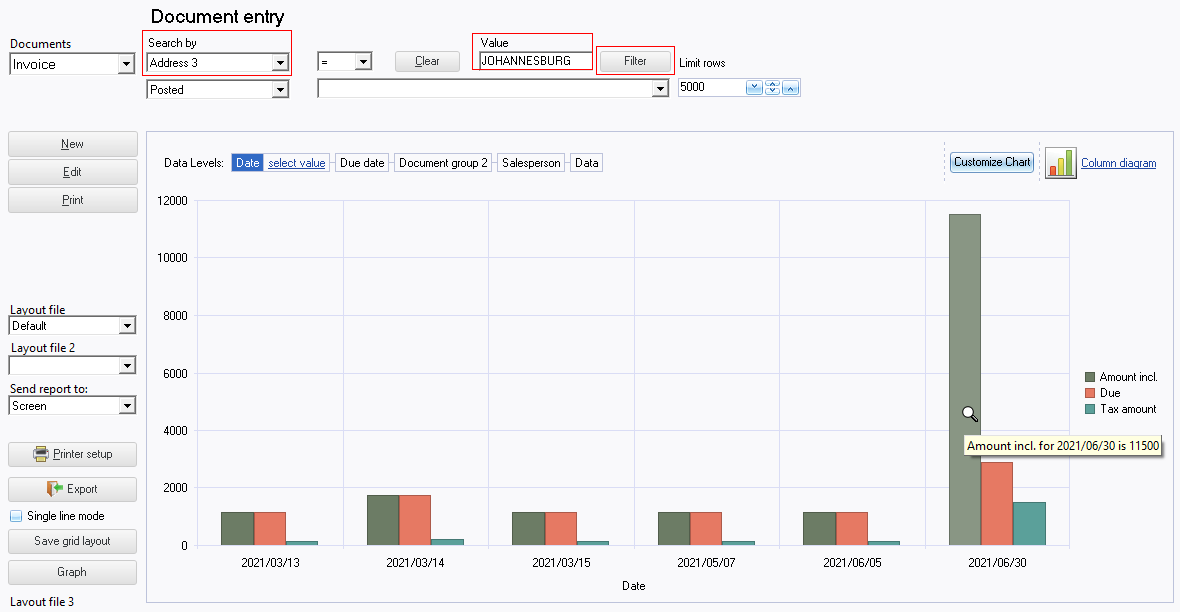 Document entry
Documents
Search by
Value
Invoice
Address 3
=
Clear
JOHANNESBURG
Filter
Limit rows
Posted
5000
New
Edit
Print
Data Levels: Date select value Due date Document group 2 Salesperson Data
Customize Chart
Column diagram
12000
10000
8000
6000
4000
2000
0
Amount incl.
Due
Tax amount
Amount incl. for 2021/06/30 is 11500
2021/03/13
2021/03/14
2021/03/15
2021/05/07
2021/06/05
2021/06/30
Date
Layout file
Default
Layout file 2
Send report to:
Screen
Printer setup
Export
Single line mode
Save grid layout
Graph
Layout file 3